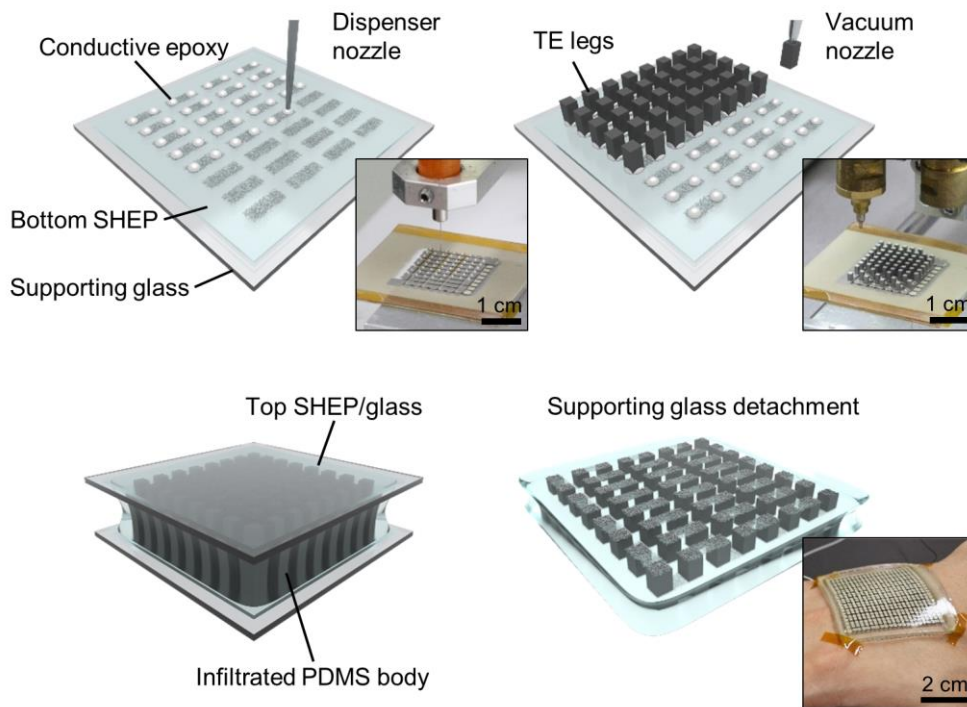 Conductive epoxy
Dispenser
nozzle
Bottom SHEP
Supporting glass
1 cm
TE legs
Vacuum
nozzle
1 cm
Top SHEP/glass
Infiltrated PDMS body
Supporting glass detachment
2 cm